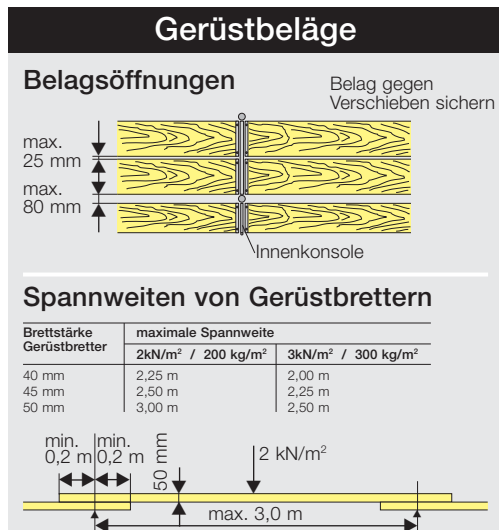 Gerüstbeläge
Belagsöffnungen
Belag gegen
Verschieben sichern
max.
25 mm
max.
80 mm
Innenkonsole
Spannweiten von Gerüstbrettern
Brettstärke maximale Spannweite
Gerüstbretter 2kN/m² / 200 kg/m² 3kN/m² / 300 kg/m²
40 mm 2,25 m 2,00 m
45 mm 2,50 m 2,25 m
50 mm 3,00 m 2,50 m
min. min.
0,2 m 0,2 m
50 mm
2 kN/m²
max. 3,0 m